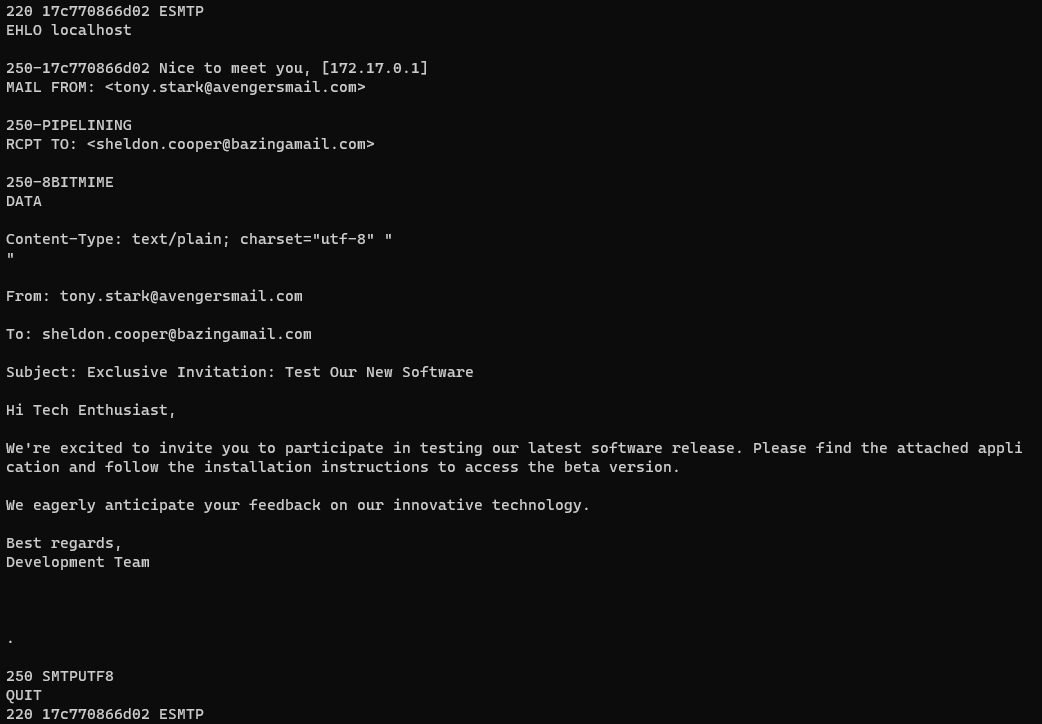 220 17c770866d02 ESMTP
EHLO localhost
250-17c770866d02 Nice to meet you, [172.17.0.1]
MAIL FROM: <tony.stark@avengersmail.com>
250-PIPELINING
RCPT TO: <sheldon.cooper@bazingamail.com>
250-8BITMIME
DATA
Content-Type: text/plain; charset="utf-8" "
"
From: tony.stark@avengersmail.com
To: sheldon.cooper@bazingamail.com
Subject: Exclusive Invitation: Test Our New Software
Hi Tech Enthusiast,
We're excited to invite you to participate in testing our latest software release. Please find the attached appli
cation and follow the installation instructions to access the beta version.
We eagerly anticipate your feedback on our innovative technology.
Best regards,
Development Team
.
250 SMTPUTF8
QUIT
220 17c770866d02 ESMTP